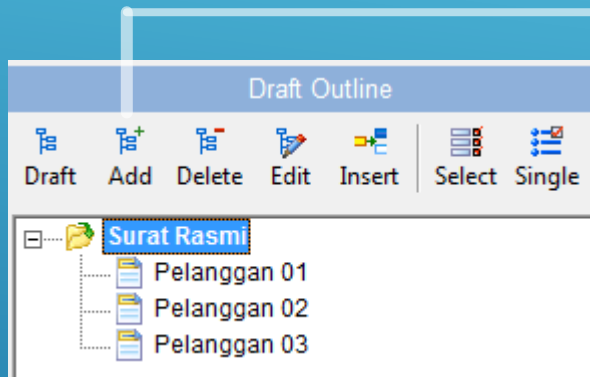 Draft Outline
Draft Add Delete Edit Insert Select Single
Surat Rasmi
Pelanggan 01
Pelanggan 02
Pelanggan 03